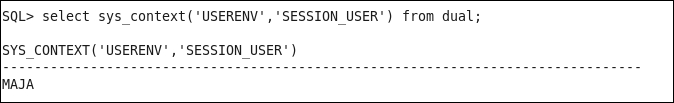 SQL> select sys_context('USERENV','SESSION_USER') from dual;
SYS_CONTEXT('USERENV','SESSION_USER')
--------------------------------------------------------------------------------
MAJA